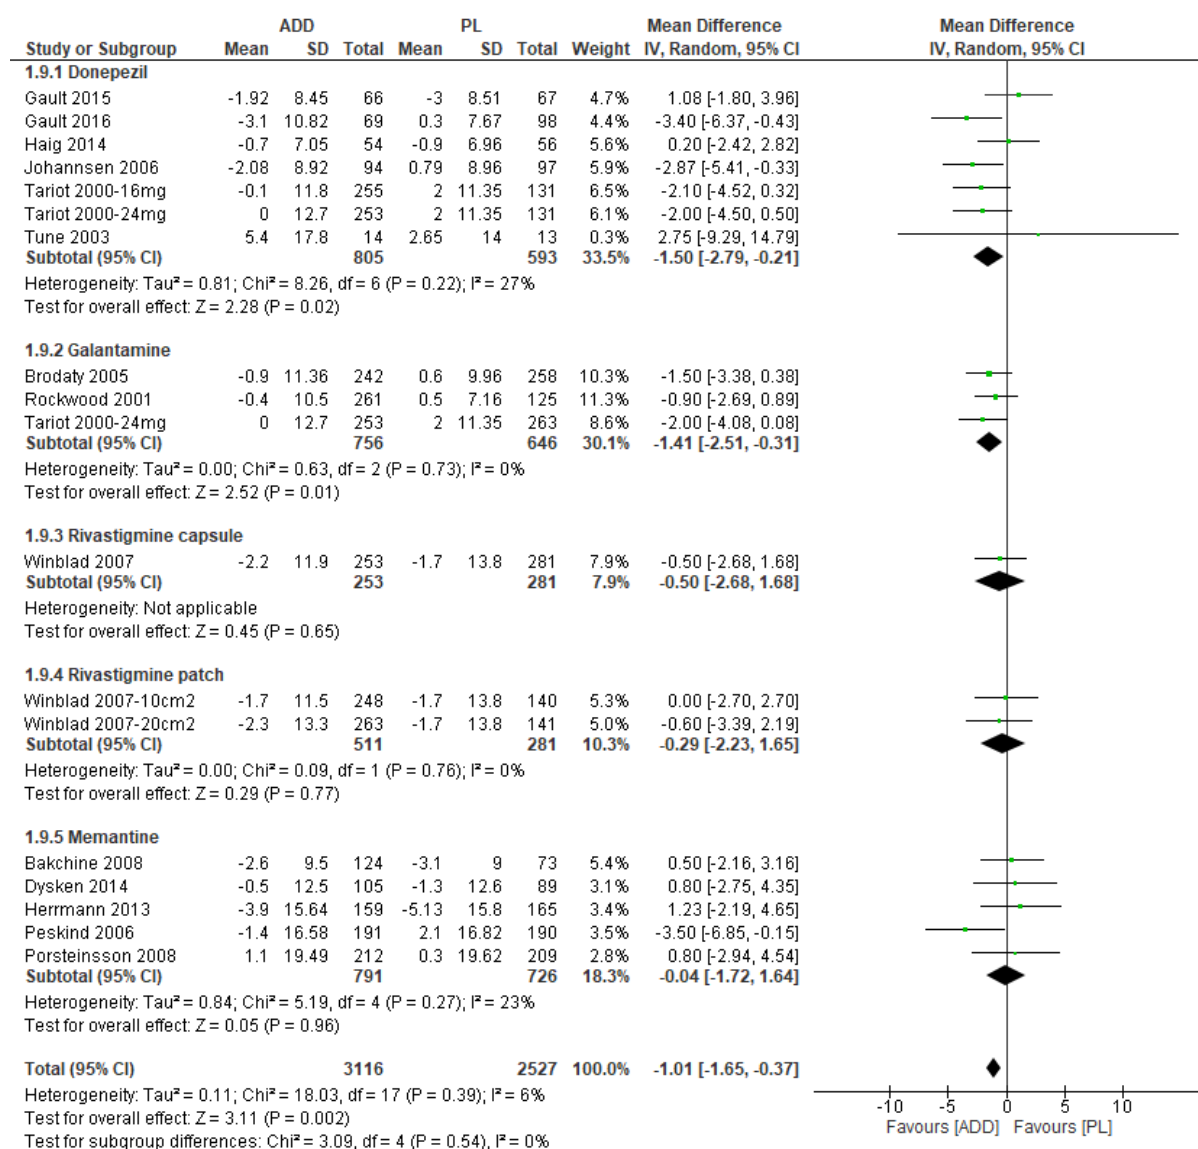 ADD PL Mean Difference Mean Difference
Study or Subgroup Mean SD Total Mean SD Total Weight IV, Random, 95% CI IV, Random, 95% CI
1.9.1 Donepezil
Gault 2015 -1.92 8.45 66 -3 8.51 67 4.7% 1.08 [-1.80, 3.96]
Gault 2016 -3.1 10.82 69 0.3 7.67 98 4.4% -3.40 [-6.37, -0.43]
Haig 2014 -0.7 7.05 54 -0.9 6.96 56 5.6% 0.20 [-2.42, 2.82]
Johannsen 2006 -2.08 8.92 94 0.79 8.96 97 5.9% -2.87 [-5.41, -0.33]
Tariot 2000-16mg -0.1 11.8 255 2 11.35 131 6.5% -2.10 [-4.52, 0.32]
Tariot 2000-24mg 0 12.7 253 2 11.35 131 6.1% -2.00 [-4.50, 0.50]
Tune 2003 5.4 17.8 14 2.65 14 13 0.3% 2.75 [-9.29, 14.79]
Subtotal (95% CI) 805 593 33.5% -1.50 [-2.79, -0.21]
Heterogeneity: Tau² = 0.81; Chi² = 8.26, df = 6 (P = 0.22); I² = 27%
Test for overall effect: Z = 2.28 (P = 0.02)
1.9.2 Galantamine
Brodaty 2005 -0.9 11.36 242 0.6 9.96 258 10.3% -1.50 [-3.38, 0.38]
Rockwood 2001 -0.4 10.5 261 0.5 7.16 125 11.3% -0.90 [-2.69, 0.89]
Tariot 2000-24mg 0 12.7 253 2 11.35 263 8.6% -2.00 [-4.08, 0.08]
Subtotal (95% CI) 756 646 30.1% -1.41 [-2.51, -0.31]
Heterogeneity: Tau² = 0.00; Chi² = 0.63, df = 2 (P = 0.73); I² = 0%
Test for overall effect: Z = 2.52 (P = 0.01)
1.9.3 Rivastigmine capsule
Winblad 2007 -2.2 11.9 253 -1.7 13.8 281 7.9% -0.50 [-2.68, 1.68]
Subtotal (95% CI) 253 281 7.9% -0.50 [-2.68, 1.68]
Heterogeneity: Not applicable
Test for overall effect: Z = 0.45 (P = 0.65)
1.9.4 Rivastigmine patch
Winblad 2007-10cm2 -1.7 11.5 248 -1.7 13.8 140 5.3% 0.00 [-2.70, 2.70]
Winblad 2007-20cm2 -2.3 13.3 263 -1.7 13.8 141 5.0% -0.60 [-3.39, 2.19]
Subtotal (95% CI) 511 281 10.3% -0.29 [-2.23, 1.65]
Heterogeneity: Tau² = 0.00; Chi² = 0.09, df = 1 (P = 0.76); I² = 0%
Test for overall effect: Z = 0.29 (P = 0.77)
1.9.5 Memantine
Bakchine 2008 -2.6 9.5 124 -3.1 9 73 5.4% 0.50 [-2.16, 3.16]
Dysken 2014 -0.5 12.5 105 -1.3 12.6 89 3.1% 0.80 [-2.75, 4.35]
Herrmann 2013 -3.9 15.64 159 -5.13 15.8 165 3.4% 1.23 [-2.19, 4.65]
Peskind 2006 -1.4 16.58 191 2.1 16.82 190 3.5% -3.50 [-6.85, -0.15]
Porsteinsson 2008 1.1 19.49 212 0.3 19.62 209 2.8% 0.80 [-2.94, 4.54]
Subtotal (95% CI) 791 726 18.3% -0.04 [-1.72, 1.64]
Heterogeneity: Tau² = 0.84; Chi² = 5.19, df = 4 (P = 0.27); I² = 23%
Test for overall effect: Z = 0.05 (P = 0.96)
Total (95% CI) 3116 2527 100.0% -1.01 [-1.65, -0.37]
Heterogeneity: Tau² = 0.11; Chi² = 18.03, df = 17 (P = 0.39); I² = 6%
Test for overall effect: Z = 3.11 (P = 0.002)
Test for subgroup differences: Chi² = 3.09, df = 4 (P = 0.54), I² = 0%
-10 -5 0 5 10
Favours [ADD] Favours [PL]